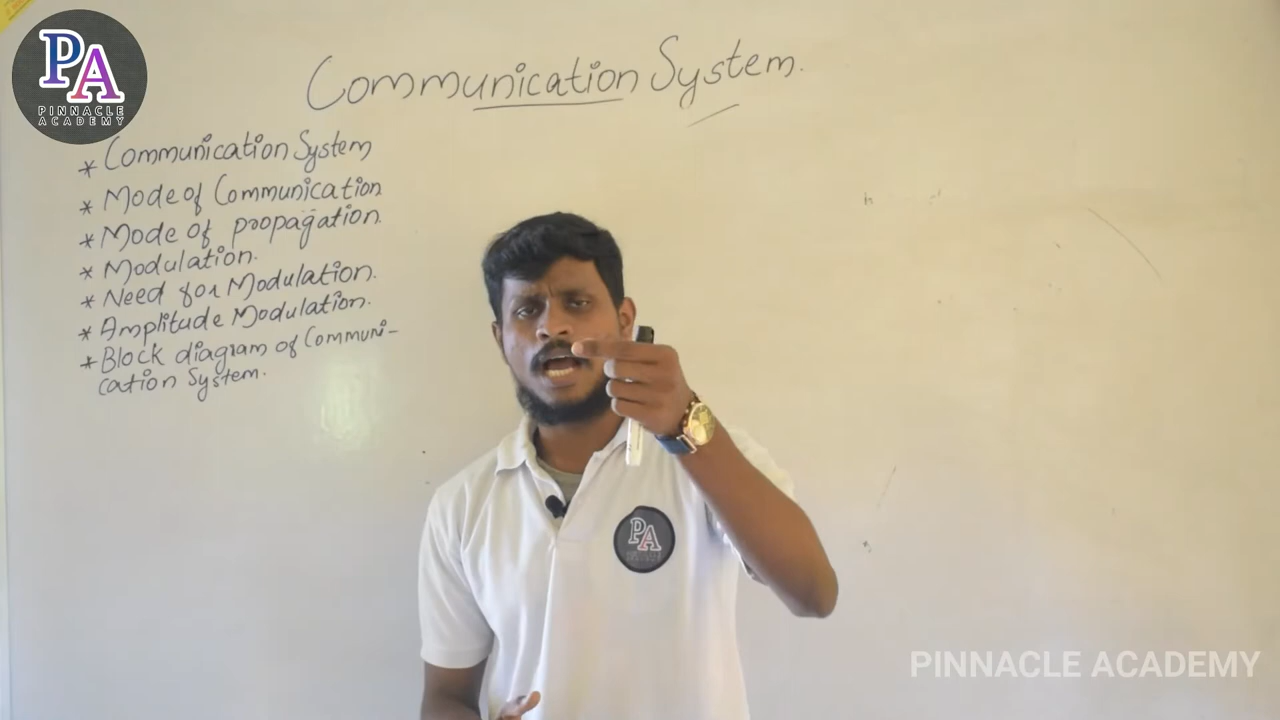 PA
PINNACLE
ACADEMY
Communication System.
* Communication System
* Mode of Communication
* Mode of propagation.
* Modulation.
* Need for Modulation.
* Amplitude Modulation.
* Block diagram of Communi-
cation System.
PA
PINNACLE ACADEMY